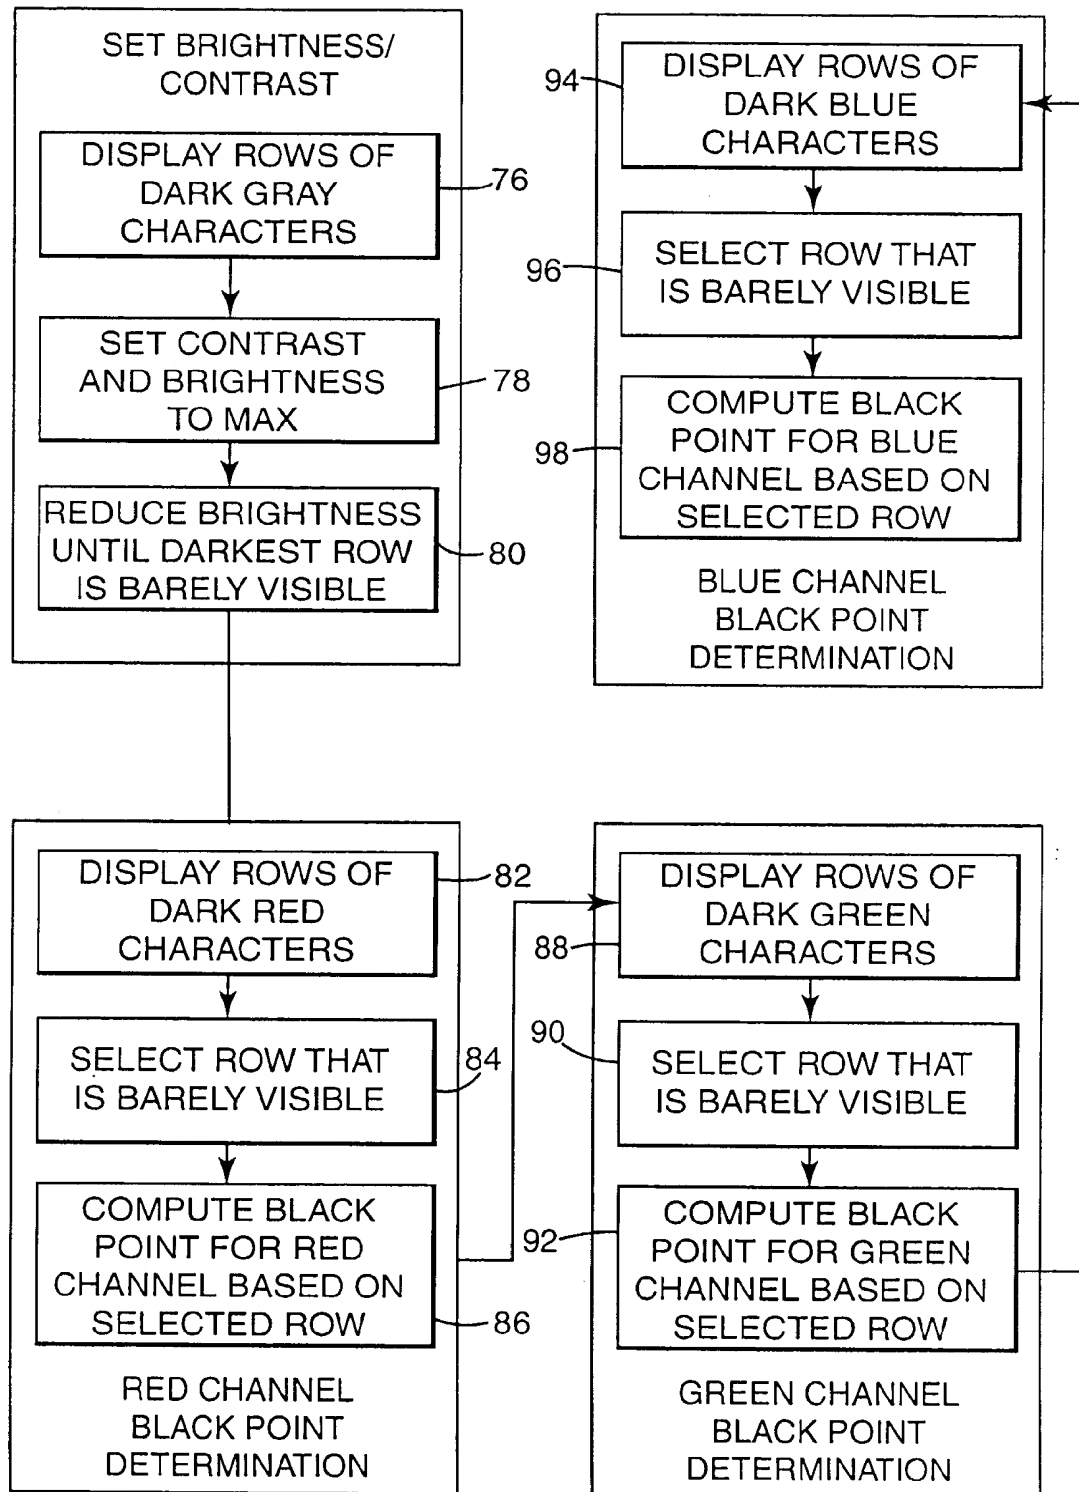 SET BRIGHTNESS/
CONTRAST
DISPLAY ROWS OF
DARK GRAY
CHARACTERS
76
SET CONTRAST
AND BRIGHTNESS
TO MAX
78
REDUCE BRIGHTNESS
UNTIL DARKEST ROW
IS BARELY VISIBLE
80
DISPLAY ROWS OF
DARK RED
CHARACTERS
82
SELECT ROW THAT
IS BARELY VISIBLE
84
COMPUTE BLACK
POINT FOR RED
CHANNEL BASED ON
SELECTED ROW
86
RED CHANNEL
BLACK POINT
DETERMINATION
88
DISPLAY ROWS OF
DARK GREEN
CHARACTERS
90
SELECT ROW THAT
IS BARELY VISIBLE
92
COMPUTE BLACK
POINT FOR GREEN
CHANNEL BASED ON
SELECTED ROW
GREEN CHANNEL
BLACK POINT
DETERMINATION
94
DISPLAY ROWS OF
DARK BLUE
CHARACTERS
96
SELECT ROW THAT
IS BARELY VISIBLE
98
COMPUTE BLACK
POINT FOR BLUE
CHANNEL BASED ON
SELECTED ROW
BLUE CHANNEL
BLACK POINT
DETERMINATION